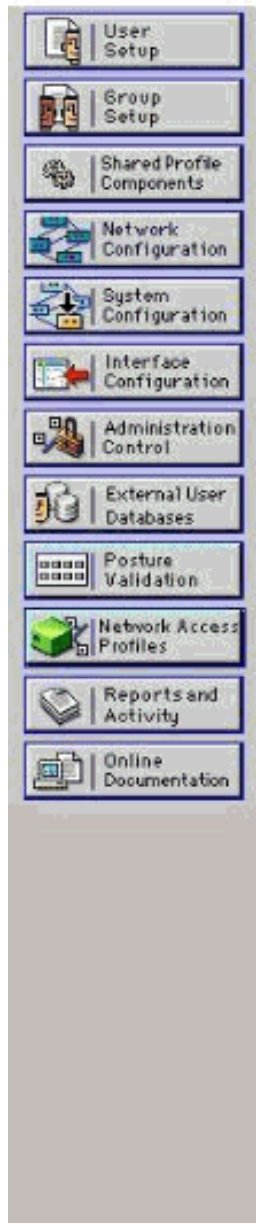 User
Setup
Group
Setup
Shared Profile
Components
Network
Configuration
System
Configuration
Interface
Configuration
Administration
Control
External User
Databases
Posture
Validation
Network Access
Profiles
Reports and
Activity
Online
Documentation